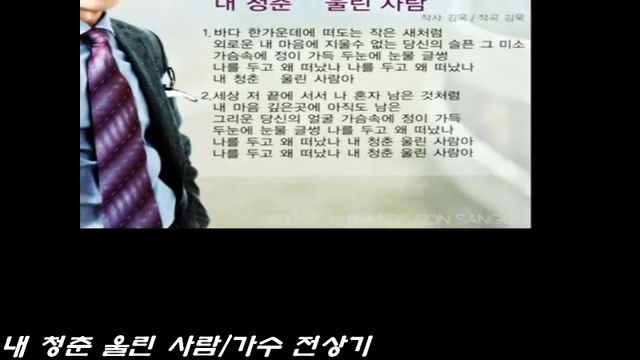 내 청춘 울린 사람
작사 김욱 / 작곡 김욱
1.바다 한가운데에 떠도는 작은 새처럼
외로운 내 마음에 지울수 없는 당신의 슬픈 그 미소
가슴속에 정이 가득 두눈에 눈물 글썽
나를 두고 왜 떠났나 나를 두고 왜 떠났나
내 청춘 울린 사랑아
2.세상 저 끝에 서서 나 혼자 남은 것처럼
내 마음 깊은곳에 아직도 남은
그리운 당신의 얼굴 가슴속에 정이 가득
두눈에 눈물 글썽 나를 두고 왜 떠났나
나를 두고 왜 떠났나 내 청춘 울린 사람아
나를 두고 왜 떠났나 내 청춘 울린 사람아
내 청춘 울린 사람/가수 전상기